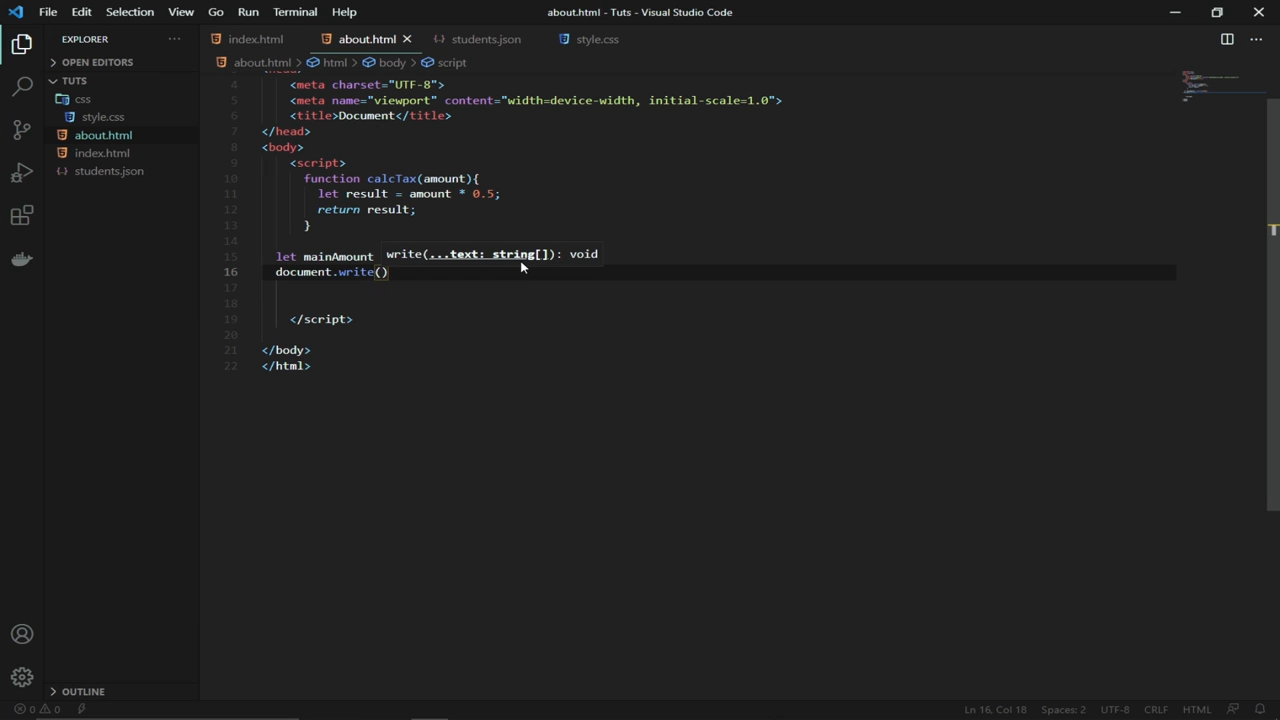 File Edit Selection View Go Run Terminal Help
about.html - Tuts - Visual Studio Code
EXPLORER
OPEN EDITORS
TUTS
css
style.css
about.html
index.html
students.json
OUTLINE
index.html about.html students.json style.css
about.html > html > body > script
4 <meta charset="UTF-8">
5 <meta name="viewport" content="width=device-width, initial-scale=1.0">
6 <title>Document</title>
7 </head>
8 <body>
9 <script>
10 function calcTax(amount){
11 let result = amount * 0.5;
12 return result;
13 }
14
write(...text: string[]): void
15 let mainAmount
16 document.write()
17
18
19 </script>
20
21 </body>
22 </html>
0 0 Ln 16, Col 18 Spaces: 2 UTF-8 CRLF HTML